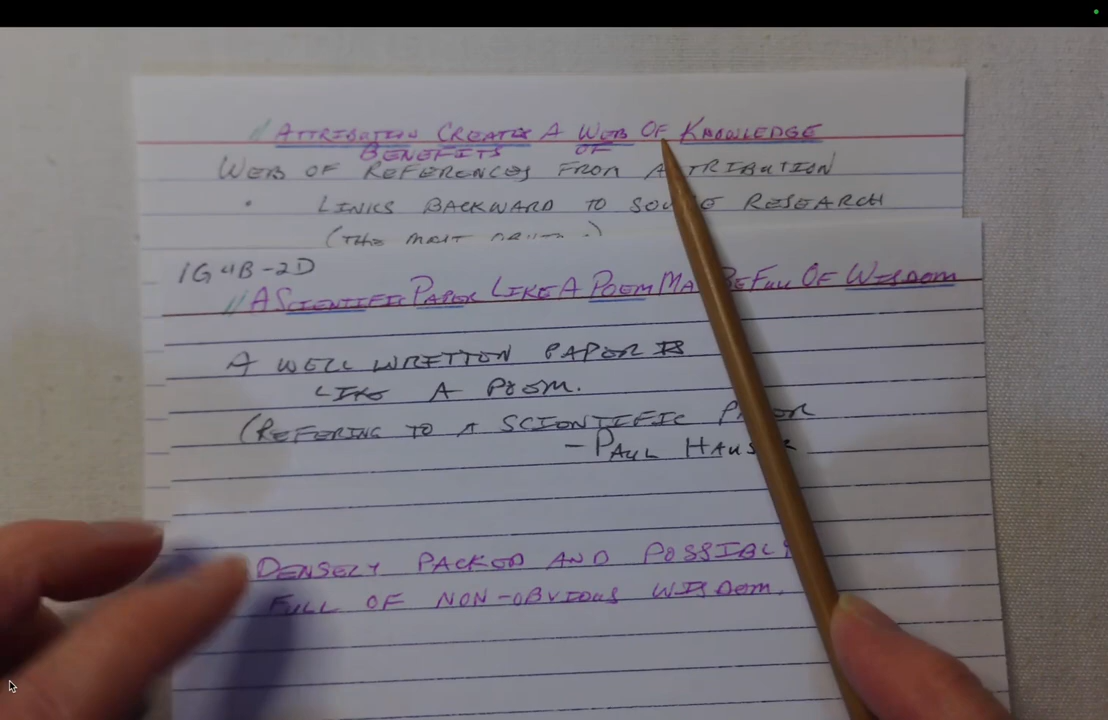 // ATTRIBUTION CREATES A WEB OF KNOWLEDGE
BENEFITS OF
WEB OF REFERENCES FROM ATTRIBUTION
• LINKS BACKWARD TO SOURCE RESEARCH
(THE MOST
1G4B-2D
// A SCIENTIFIC PAPER LIKE A POEM MAY BE FULL OF WISDOM
A WELL WRITTEN PAPER IS
LIKE A POEM.
(REFERING TO A SCIENTIFIC PAPER
- PAUL
DENSELY PACKED AND POSSIBLY
FULL OF NON-OBVIOUS WISDOM.